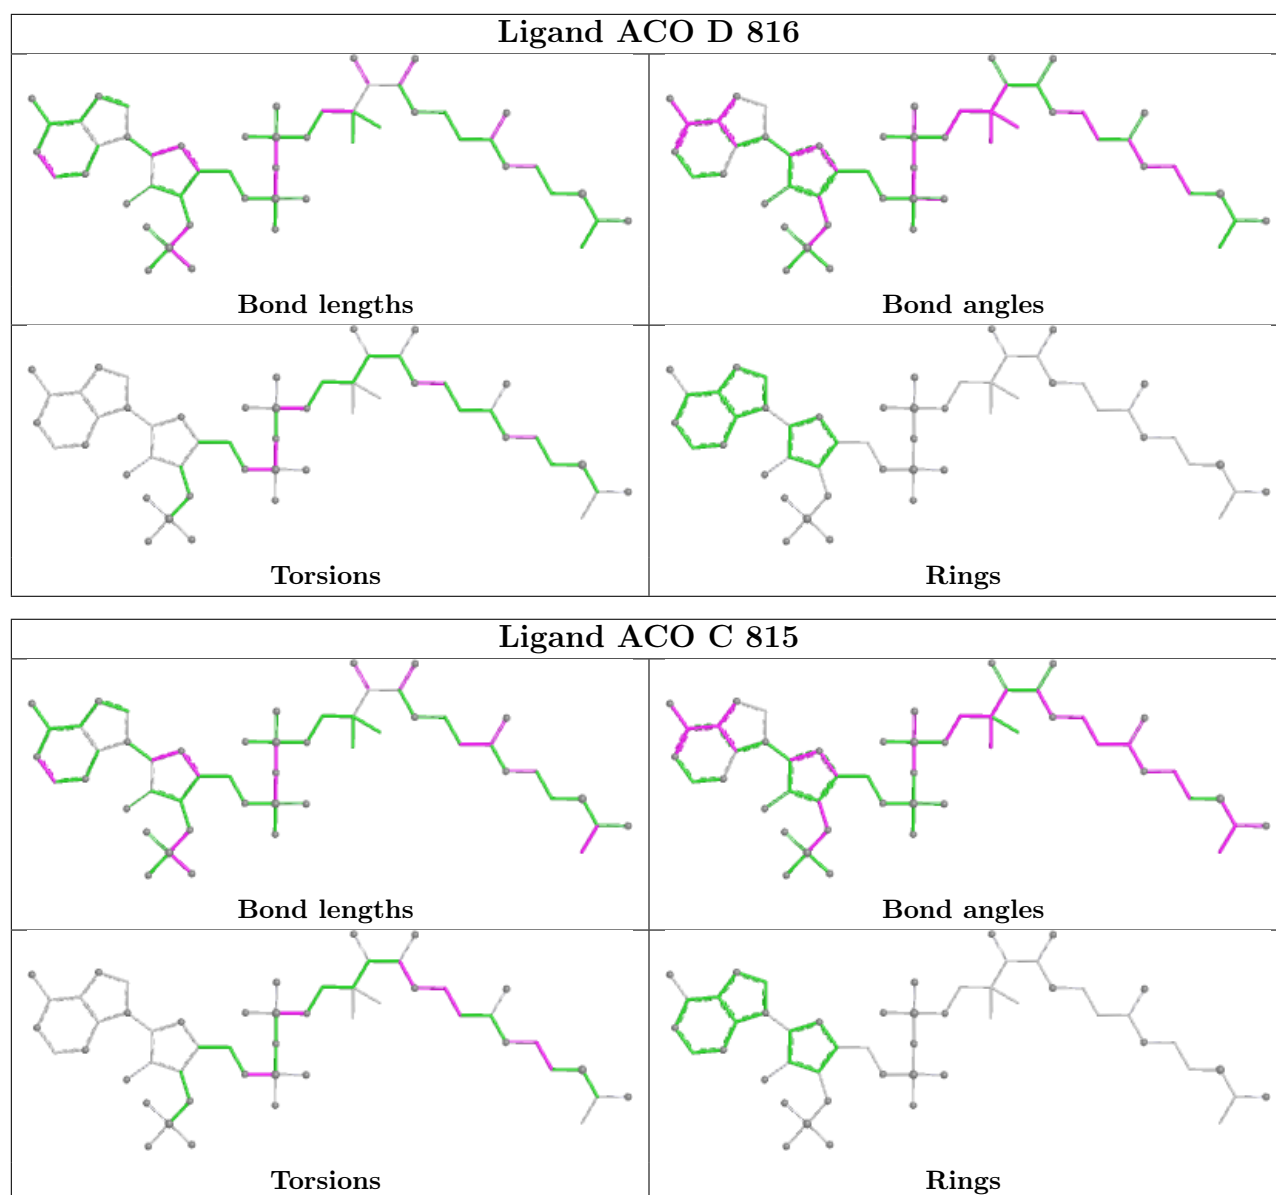 Ligand ACO D 816
Bond lengths
Bond angles
Torsions
Rings
Ligand ACO C 815
Bond lengths
Bond angles
Torsions
Rings